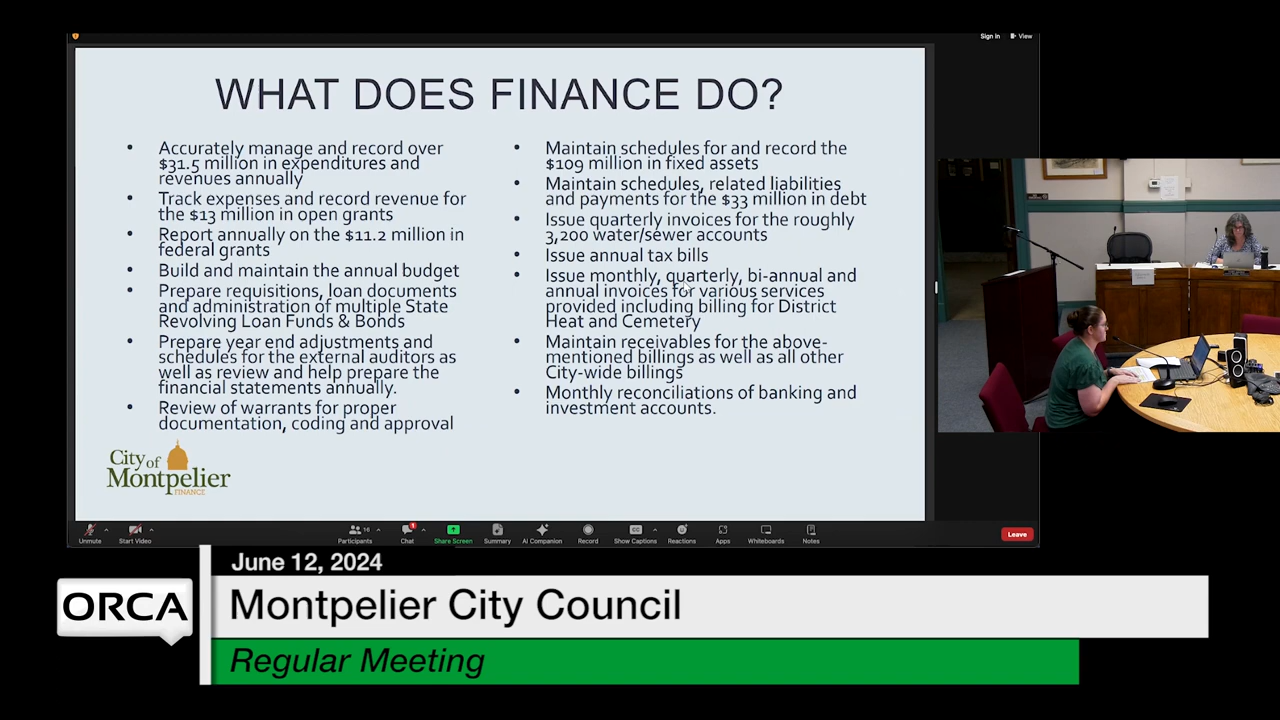 Sign In
View
WHAT DOES FINANCE DO?
• Accurately manage and record over
$31.5 million in expenditures and
revenues annually
• Track expenses and record revenue for
the $13 million in open grants
• Report annually on the $11.2 million in
federal grants
• Build and maintain the annual budget
• Prepare requisitions, loan documents
and administration of multiple State
Revolving Loan Funds & Bonds
• Prepare year end adjustments and
schedules for the external auditors as
well as review and help prepare the
financial statements annually.
• Review of warrants for proper
documentation, coding and approval
• Maintain schedules for and record the
$109 million in fixed assets
• Maintain schedules, related liabilities
and payments for the $33 million in debt
• Issue quarterly invoices for the roughly
3,200 water/sewer accounts
• Issue annual tax bills
• Issue monthly, quarterly, bi-annual and
annual invoices for various services
provided including billing for District
Heat and Cemetery
• Maintain receivables for the above-
mentioned billings as well as all other
City-wide billings
• Monthly reconciliations of banking and
investment accounts.
City of
Montpelier
FINANCE
Unmute
Start Video
16
Participants
1
Chat
Share Screen
Summary
AI Companion
Record
CC
Show Captions
Reactions
Apps
Whiteboards
Notes
Leave
June 12, 2024
ORCA
Montpelier City Council
Regular Meeting